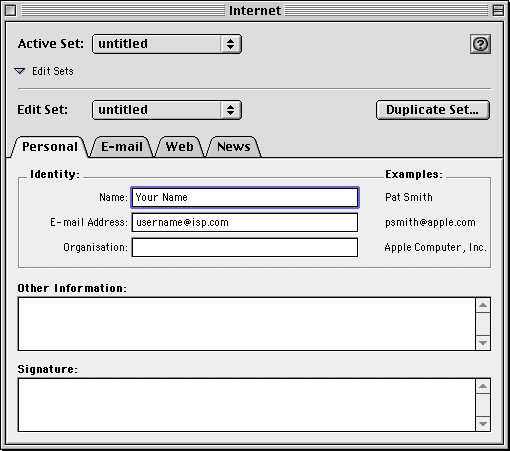 Internet
Active Set: untitled
?
Edit Sets
Edit Set: untitled Duplicate Set...
Personal E-mail Web News
Identity: Examples:
Name: Your Name Pat Smith
E-mail Address: username@isp.com psmith@apple.com
Organisation: Apple Computer, Inc.
Other Information:
Signature: